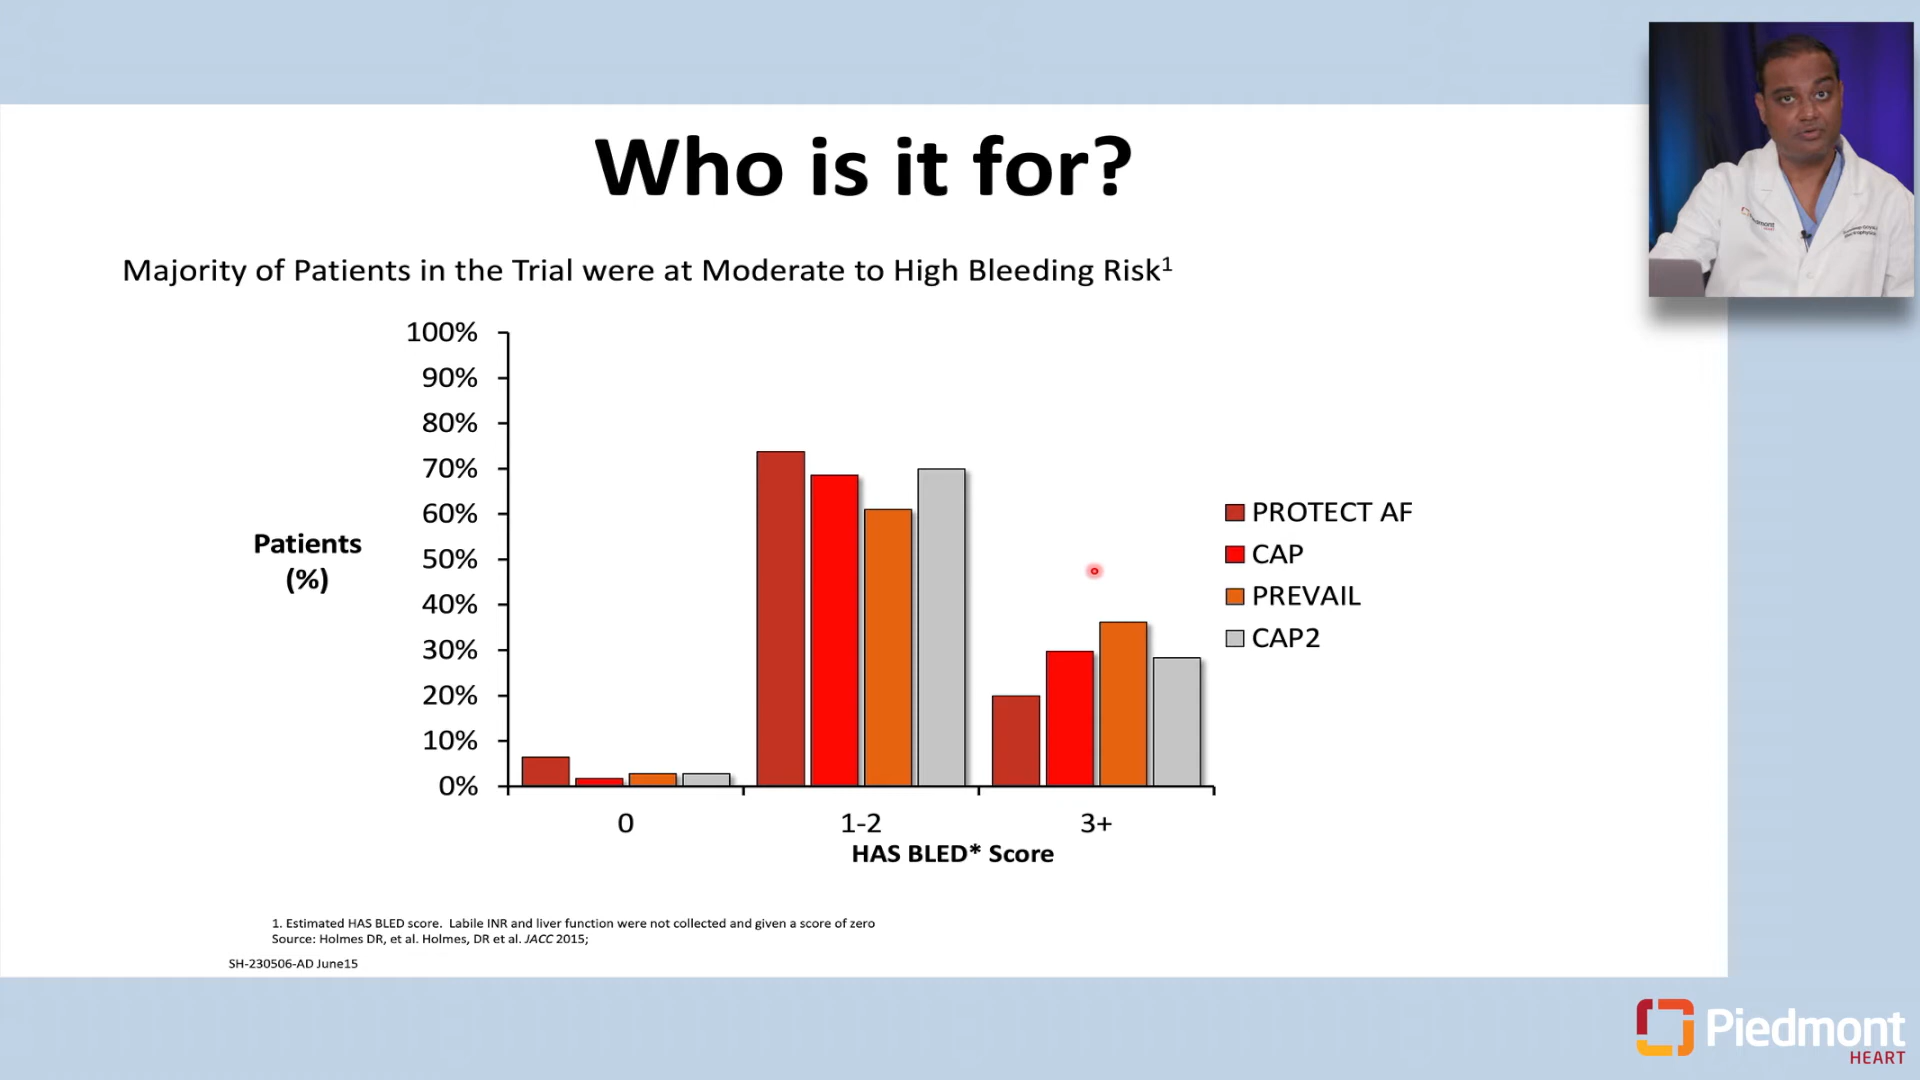 Who is it for?
Majority of Patients in the Trial were at Moderate to High Bleeding Risk1
100%
90%
80%
70%
60%
50%
40%
30%
20%
10%
0%
Patients
(%)
0
1-2
3+
HAS BLED* Score
PROTECT AF
CAP
PREVAIL
CAP2
1. Estimated HAS BLED score. Labile INR and liver function were not collected and given a score of zero
Source: Holmes DR, et al. Holmes, DR et al. JACC 2015;
SH-230506-AD June15
Piedmont
HEART